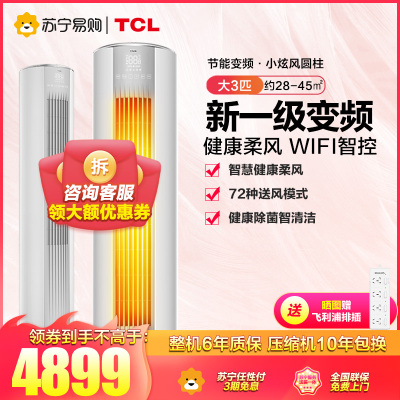 苏宁易购 TCL
节能变频·小炫风圆柱
大3匹 约28-45㎡
新一级变频
健康柔风 WIFI智控
智慧健康柔风
72种送风模式
健康除菌智清洁
拆
咨询客服
领大额优惠券
送 晒图赠
飞利浦排插
领券到手不高于:
4899
整机6年质保 压缩机10年包换
苏宁任性付
3期免息
全国联保
免费上门